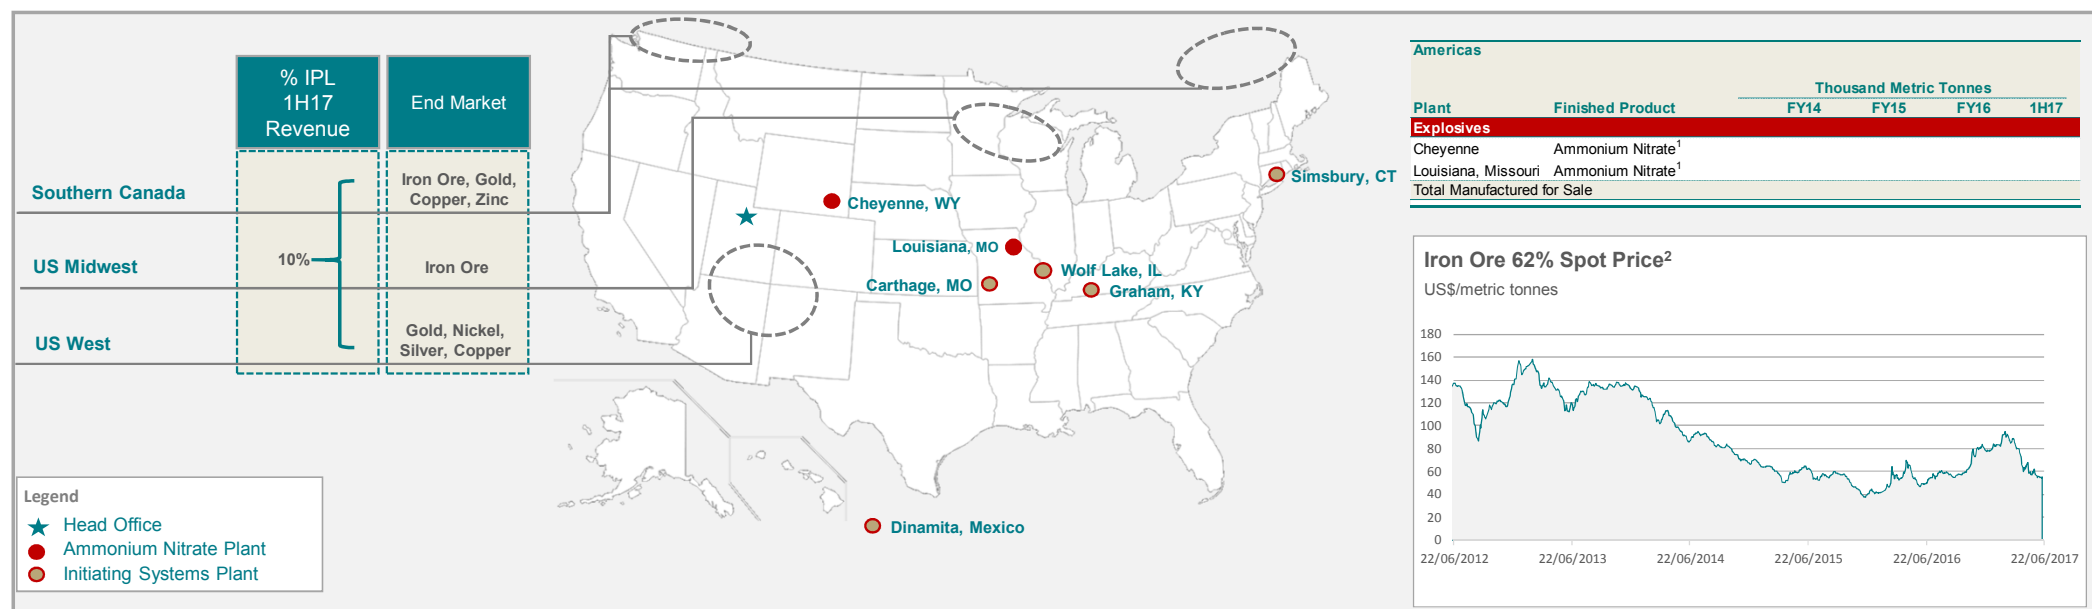 % IPL
1H17
Revenue
End Market
Southern Canada
Iron Ore, Gold,
Copper, Zinc
US Midwest
10%
Iron Ore
US West
Gold, Nickel,
Silver, Copper
Legend
Head Office
Ammonium Nitrate Plant
Initiating Systems Plant
Simsbury, CT
Cheyenne, WY
Louisiana, MO
Wolf Lake, IL
Carthage, MO
Graham, KY
Dinamita, Mexico
Americas
Thousand Metric Tonnes
Plant Finished Product FY14 FY15 FY16 1H17
Explosives
Cheyenne Ammonium Nitrate¹
Louisiana, Missouri Ammonium Nitrate¹
Total Manufactured for Sale
Iron Ore 62% Spot Price²
US$/metric tonnes
180
160
140
120
100
80
60
40
20
0
22/06/2012 22/06/2013 22/06/2014 22/06/2015 22/06/2016 22/06/2017